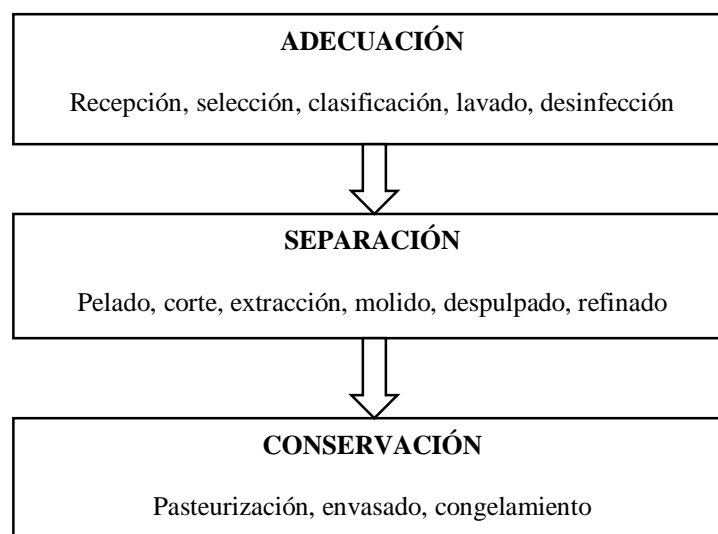 ADECUACIÓN
Recepción, selección, clasificación, lavado, desinfección
SEPARACIÓN
Pelado, corte, extracción, molido, despulpado, refinado
CONSERVACIÓN
Pasteurización, envasado, congelamiento